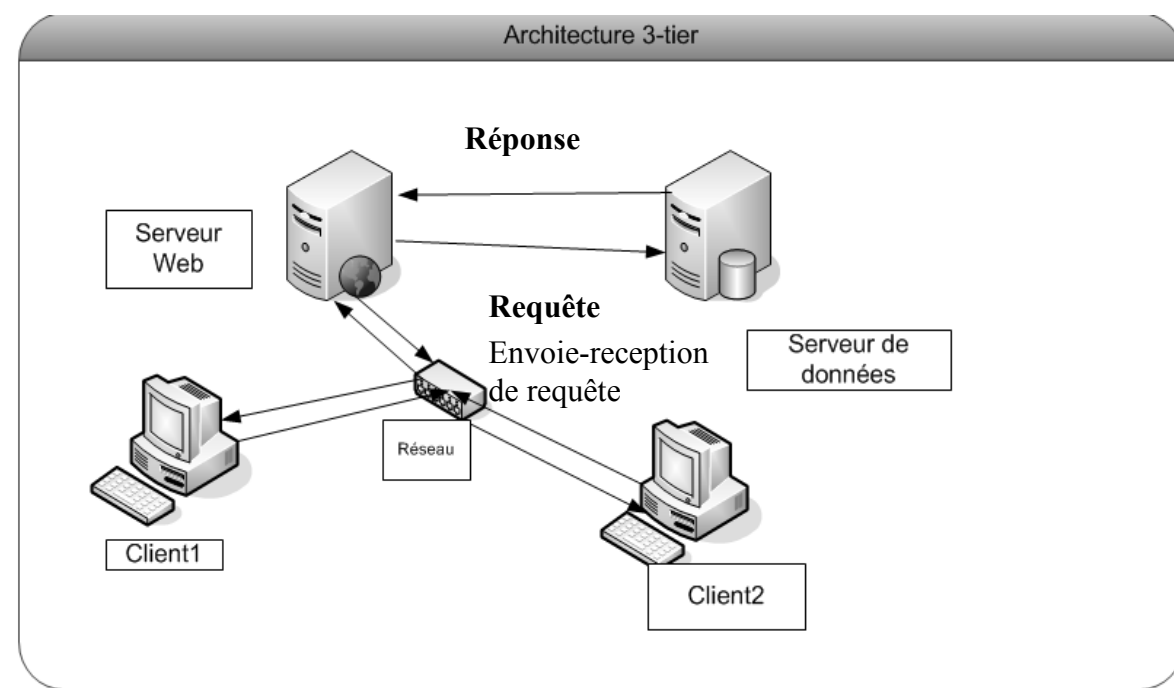 Architecture 3-tier
Réponse
Serveur
Web
Requête
Envoie-reception
de requête
Serveur de
données
Réseau
Client1
Client2